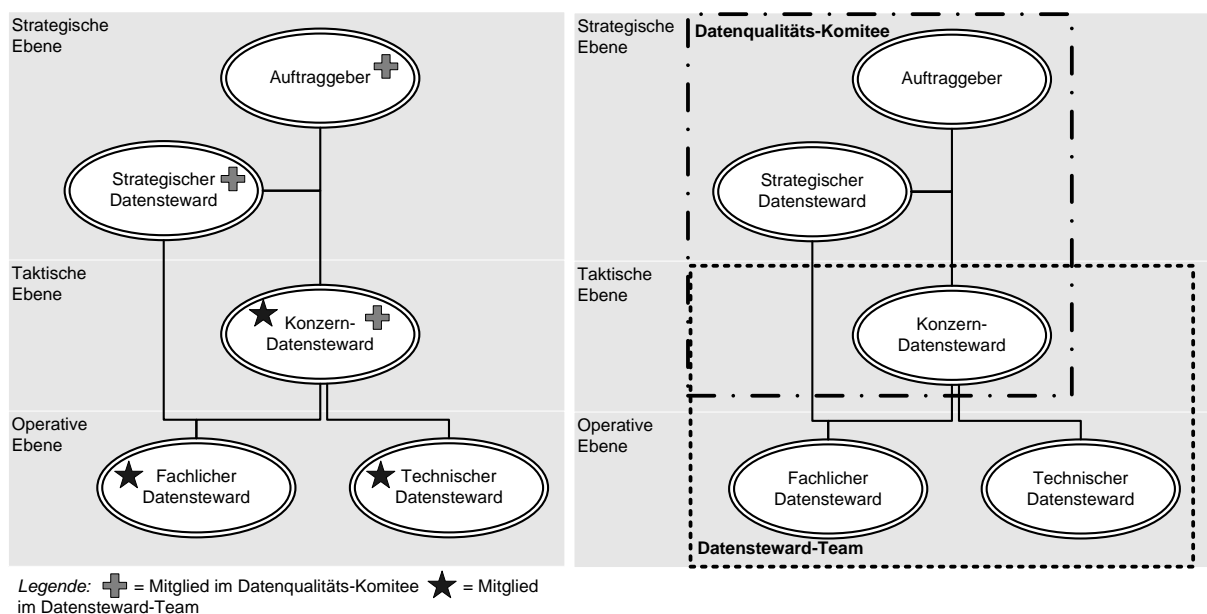 Strategische
Ebene
Auftraggeber
Strategischer
Datensteward
Taktische
Ebene
Konzern-
Datensteward
Operative
Ebene
Fachlicher
Datensteward
Technischer
Datensteward
Legende: = Mitglied im Datenqualitäts-Komitee = Mitglied
im Datensteward-Team
Strategische
Ebene
Datenqualitäts-Komitee
Auftraggeber
Strategischer
Datensteward
Taktische
Ebene
Konzern-
Datensteward
Operative
Ebene
Fachlicher
Datensteward
Technischer
Datensteward
Datensteward-Team